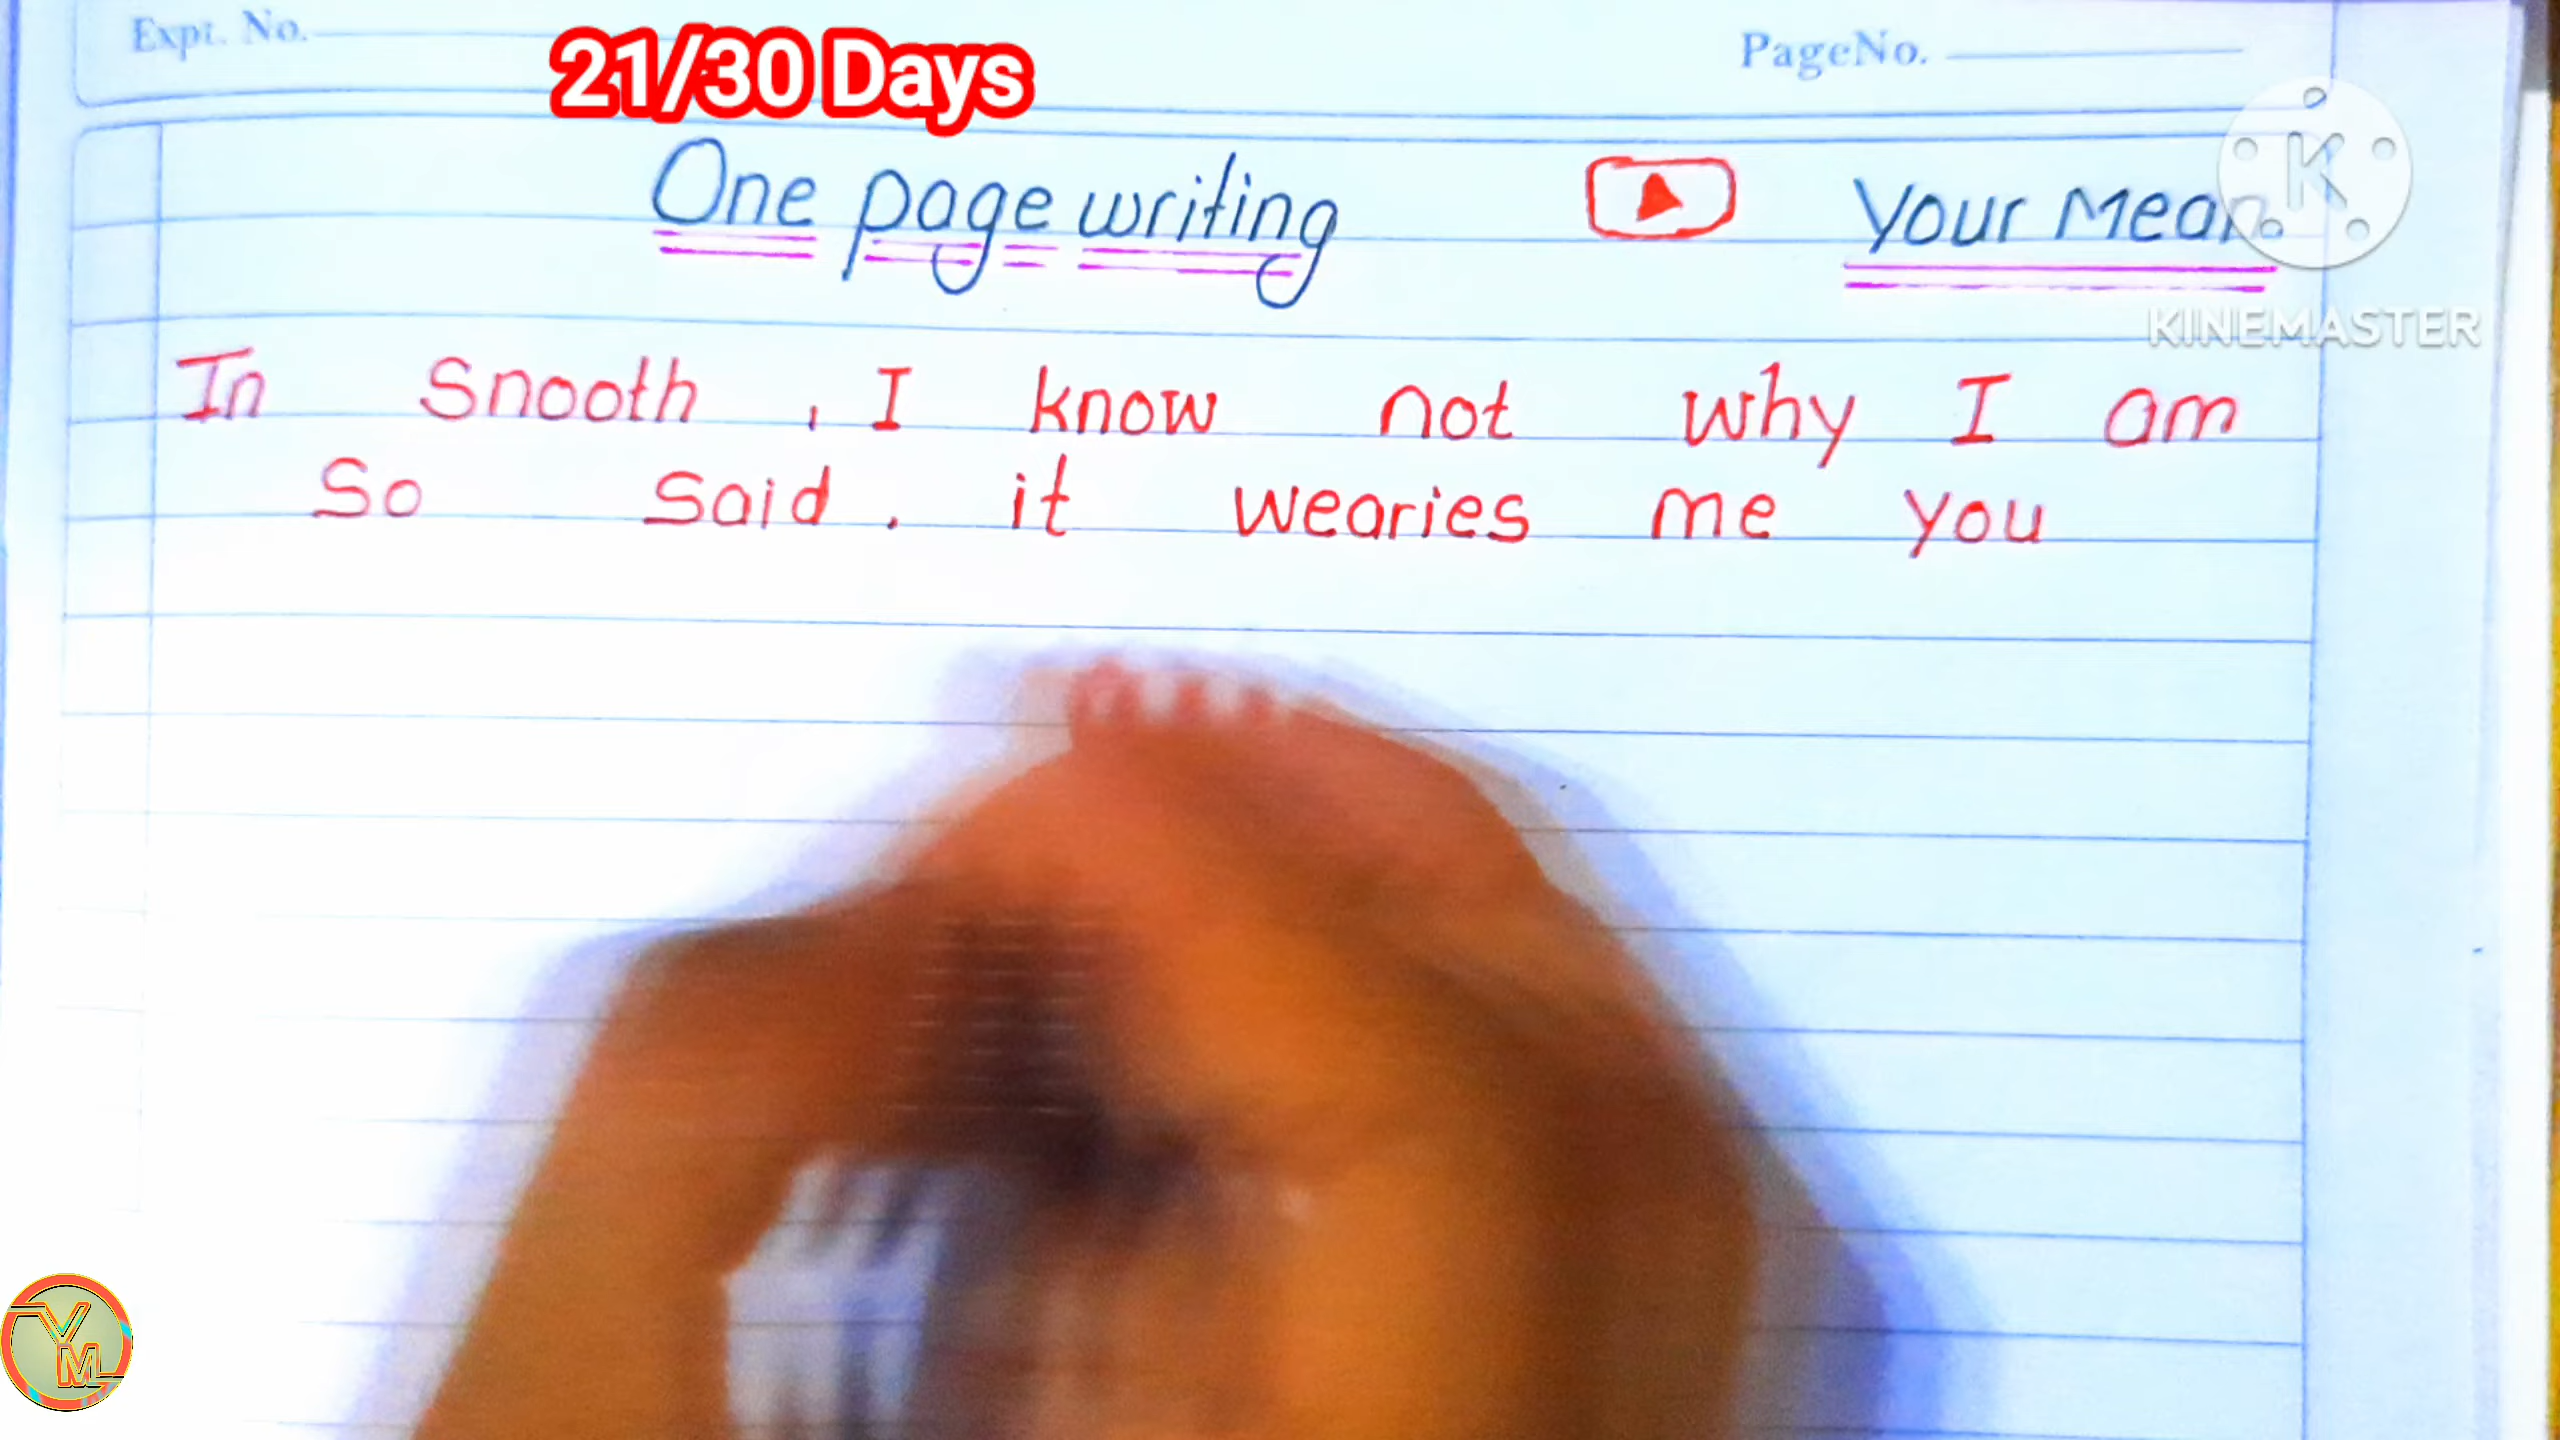 Expt. No.
PageNo.
21/30 Days
One page writing
Your Mean
KINEMASTER
In Snooth , I know not why I am
So Said . it wearies me you
YM